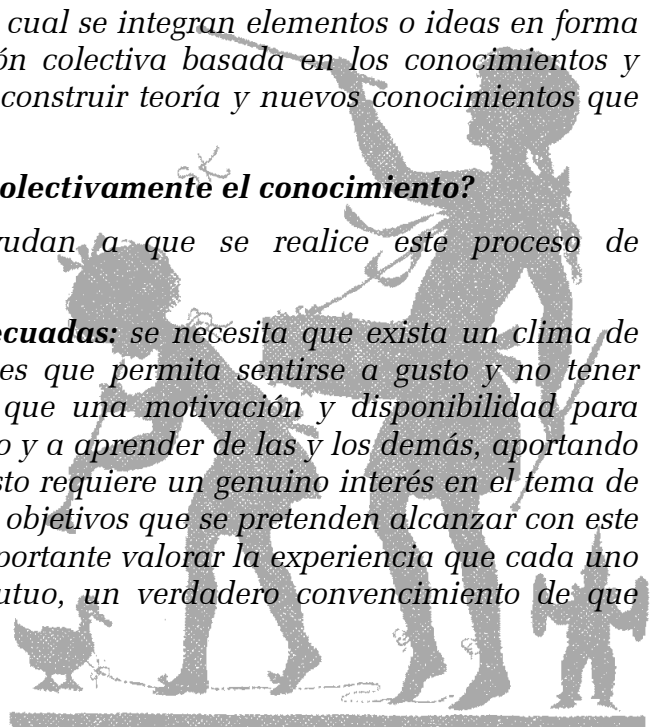 cual se integran elementos o ideas en forma
ón colectiva basada en los conocimientos y
construir teoría y nuevos conocimientos que
olectivamente el conocimiento?
yudan a que se realice este proceso de
ecuadas: se necesita que exista un clima de
es que permita sentirse a gusto y no tener
que una motivación y disponibilidad para
o y a aprender de las y los demás, aportando
sto requiere un genuino interés en el tema de
objetivos que se pretenden alcanzar con este
portante valorar la experiencia que cada uno
utuo, un verdadero convencimiento de que